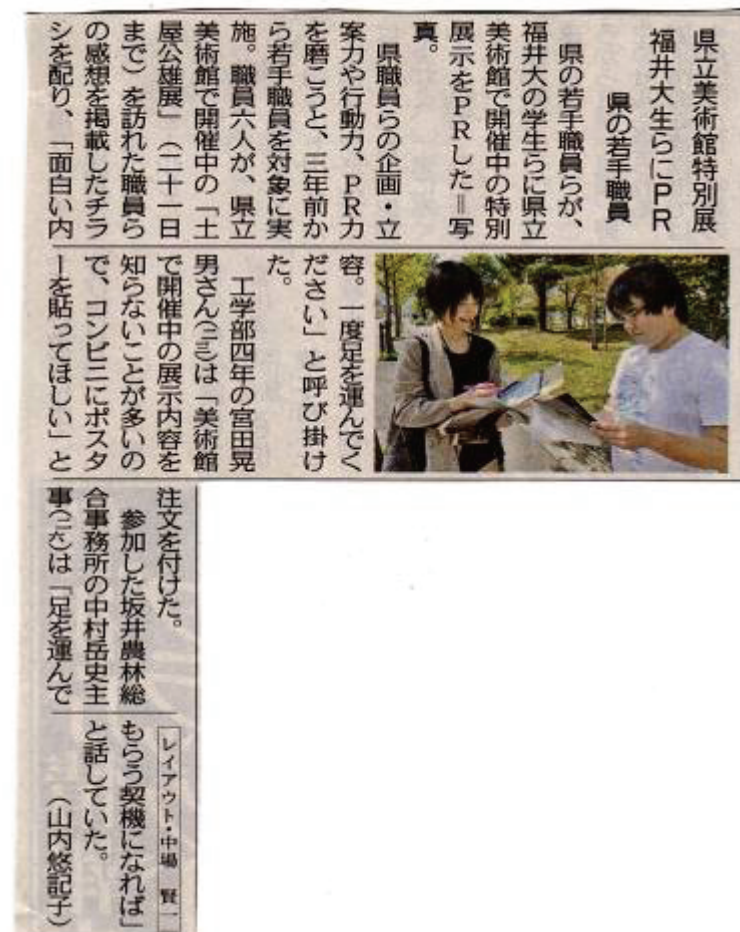 県立美術館特別展
福井大生らにPR
県の若手職員
県の若手職員らが、
福井大の学生らに県立
美術館で開催中の特別
展示をPRした＝写
真。
県職員らの企画・立
案力や行動力、PR力
を磨こうと、三年前か
ら若手職員を対象に実
施。職員六人が、県立
美術館で開催中の「土
屋公雄展」（二十一日
まで）を訪れた職員ら
の感想を掲載したチラ
シを配り、「面白い内
容。一度足を運んでく
ださい」と呼び掛け
た。
工学部四年の宮田晃
男さん(二三)は「美術館
で開催中の展示内容を
知らないことが多いの
で、コンビニにポスタ
ーを貼ってほしい」と
注文を付けた。
参加した坂井農林総
合事務所の中村岳史主
事(二六)は「足を運んで
もらう契機になれば」
と話していた。
（山内悠記子）
レイアウト・中場 賢一